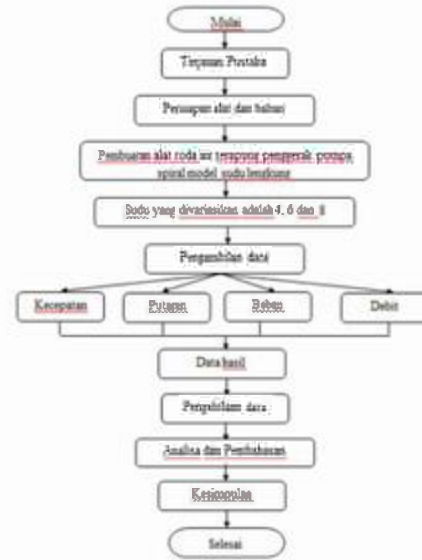 Mulai
Tinjauan Pustaka
Persiapan alat dan bahan
Pembuatan alat roda air terapung penggerak pompa
spiral model sudu lengkung
Sudu yang divariasikan adalah 4, 6 dan 8
Pengambilan data
Kecepatan
Putaran
Beban
Debit
Data hasil
Pengolahan data
Analisa dan Pembahasan
Kesimpulan
Selesai